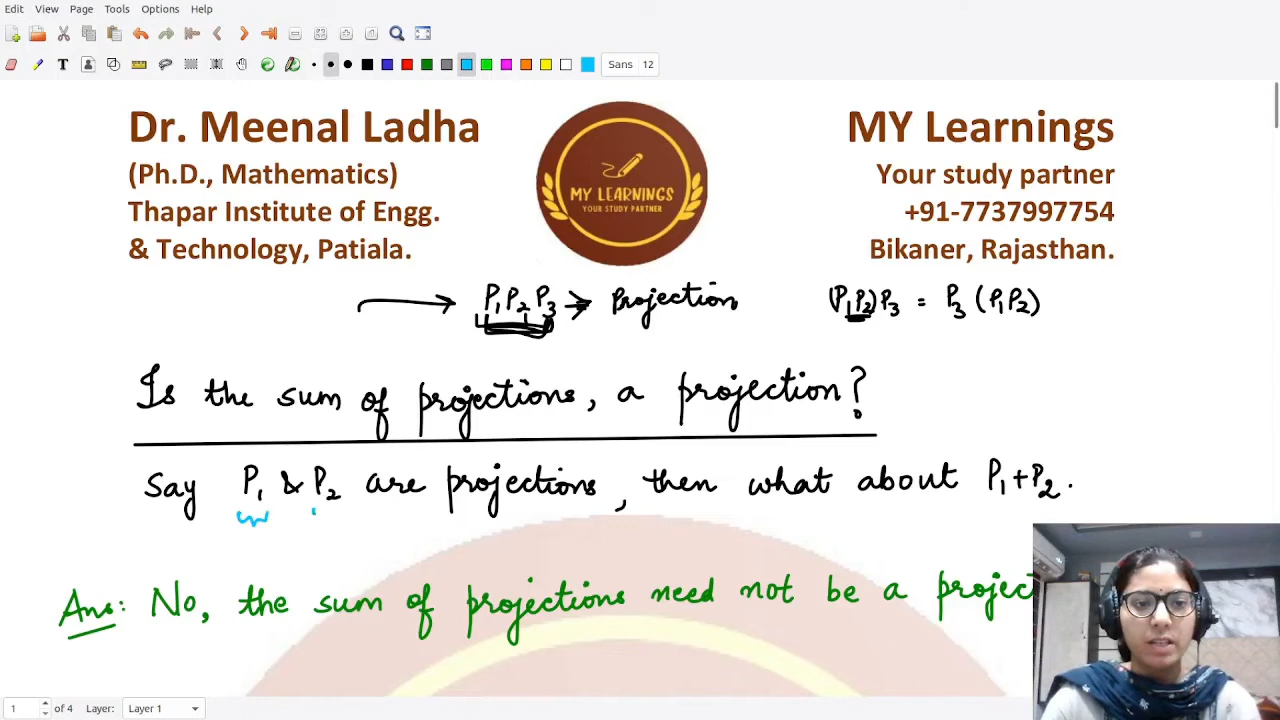 Edit View Page Tools Options Help
Sans 12
Dr. Meenal Ladha
(Ph.D., Mathematics)
Thapar Institute of Engg.
& Technology, Patiala.
MY LEARNINGS
YOUR STUDY PARTNER
MY Learnings
Your study partner
+91-7737997754
Bikaner, Rajasthan.
→ P₁P₂P₃ → Projection
(P₁P₂)P₃ = P₃(P₁P₂)
Is the sum of projections, a projection?
Say P₁ & P₂ are projections, then what about P₁+P₂.
Ans: No, the sum of projections need not be a projec
1 of 4 Layer: Layer 1